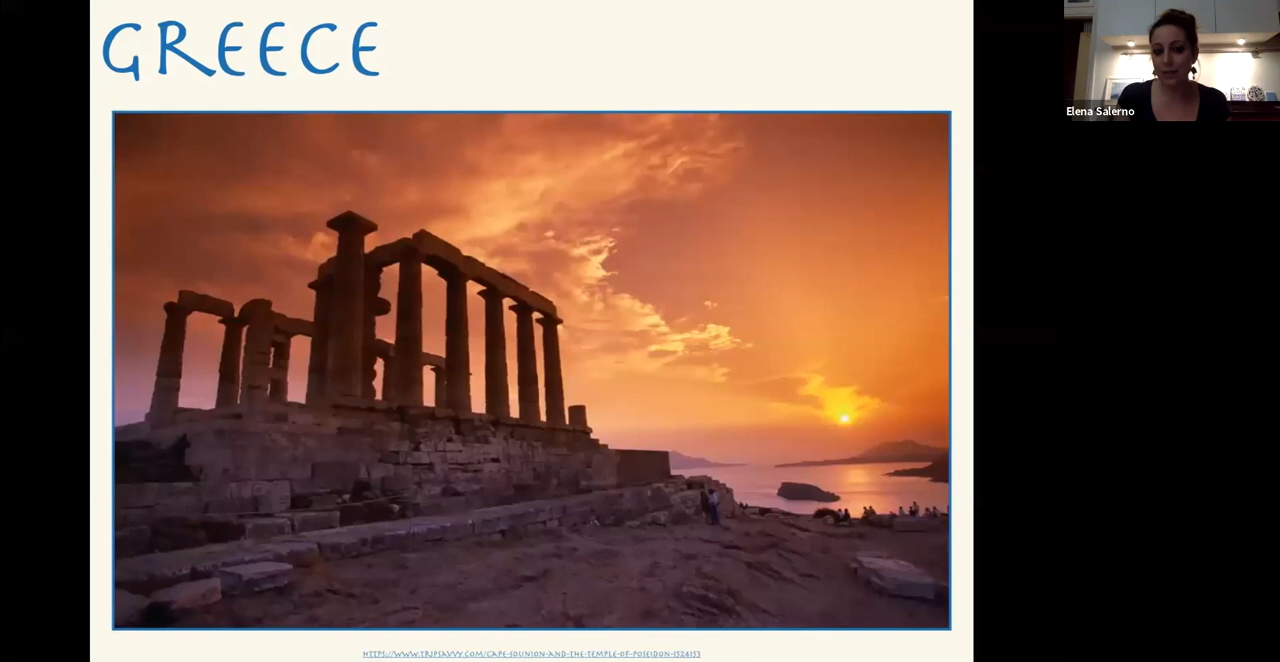 GREECE
Elena Salerno
HTTPS://WWW.TRIPSAVVY.COM/CAPE-SOUNION-AND-THE-TEMPLE-OF-POSEIDON-1524153